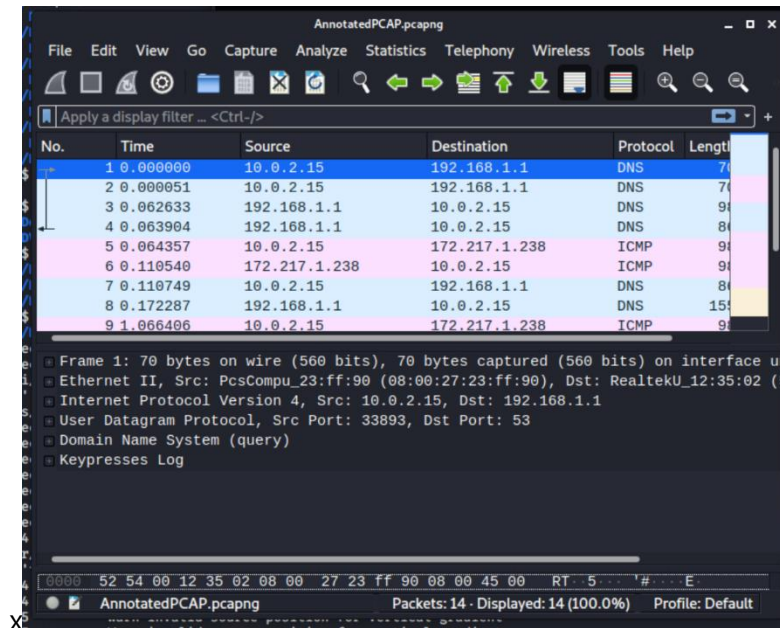 AnnotatedPCAP.pcapng
File Edit View Go Capture Analyze Statistics Telephony Wireless Tools Help
Apply a display filter ... <Ctrl-/>
No. Time Source Destination Protocol
1 0.000000 10.0.2.15 192.168.1.1 DNS
2 0.000051 10.0.2.15 192.168.1.1 DNS
3 0.062633 192.168.1.1 10.0.2.15 DNS
4 0.063904 192.168.1.1 10.0.2.15 DNS
5 0.064357 10.0.2.15 172.217.1.238 ICMP
6 0.110540 172.217.1.238 10.0.2.15 ICMP
7 0.110749 10.0.2.15 192.168.1.1 DNS
8 0.172287 192.168.1.1 10.0.2.15 DNS
9 1.066406 10.0.2.15 172.217.1.238 ICMP
Frame 1: 70 bytes on wire (560 bits), 70 bytes captured (560 bits) on interface
Ethernet II, Src: PcsCompu_23:ff:90 (08:00:27:23:ff:90), Dst: RealtekU_12:35:02 (
Internet Protocol Version 4, Src: 10.0.2.15, Dst: 192.168.1.1
User Datagram Protocol, Src Port: 33893, Dst Port: 53
Domain Name System (query)
Keypresses Log
0000 52 54 00 12 35 02 08 00 27 23 ff 90 08 00 45 00 RT··5··· '#····E·
AnnotatedPCAP.pcapng Packets: 14 · Displayed: 14 (100.0%) Profile: Default
x